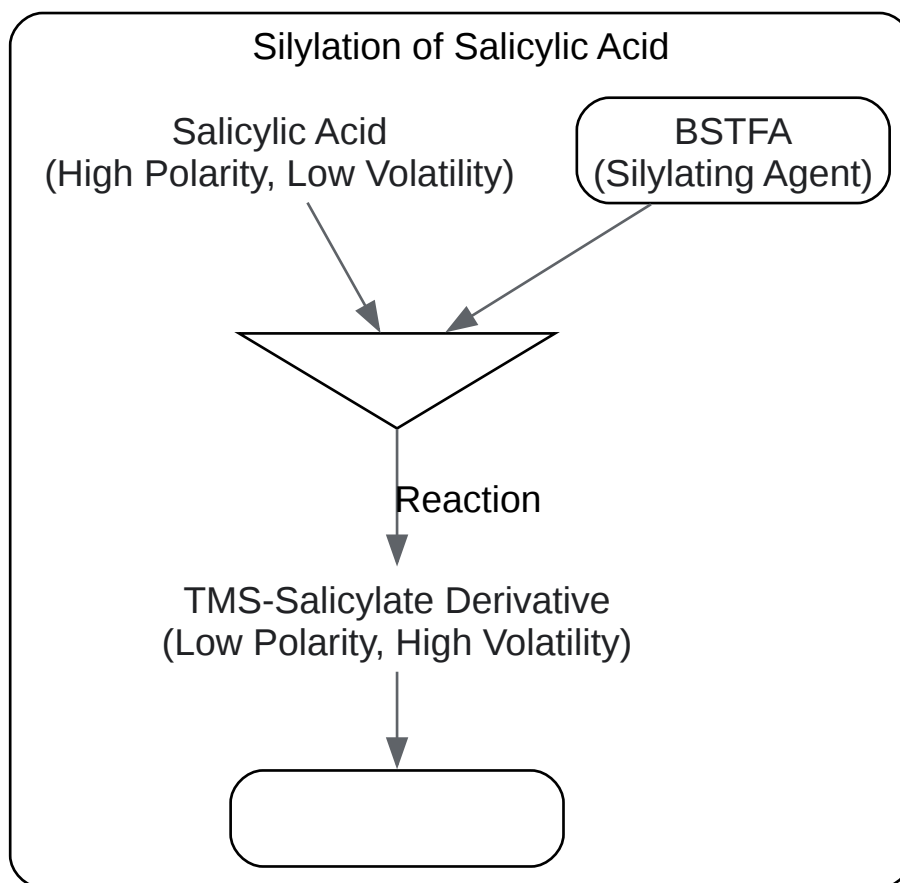 Silylation of Salicylic Acid
Salicylic Acid
(High Polarity, Low Volatility)
BSTFA
(Silylating Agent)
Reaction
TMS-Salicylate Derivative
(Low Polarity, High Volatility)